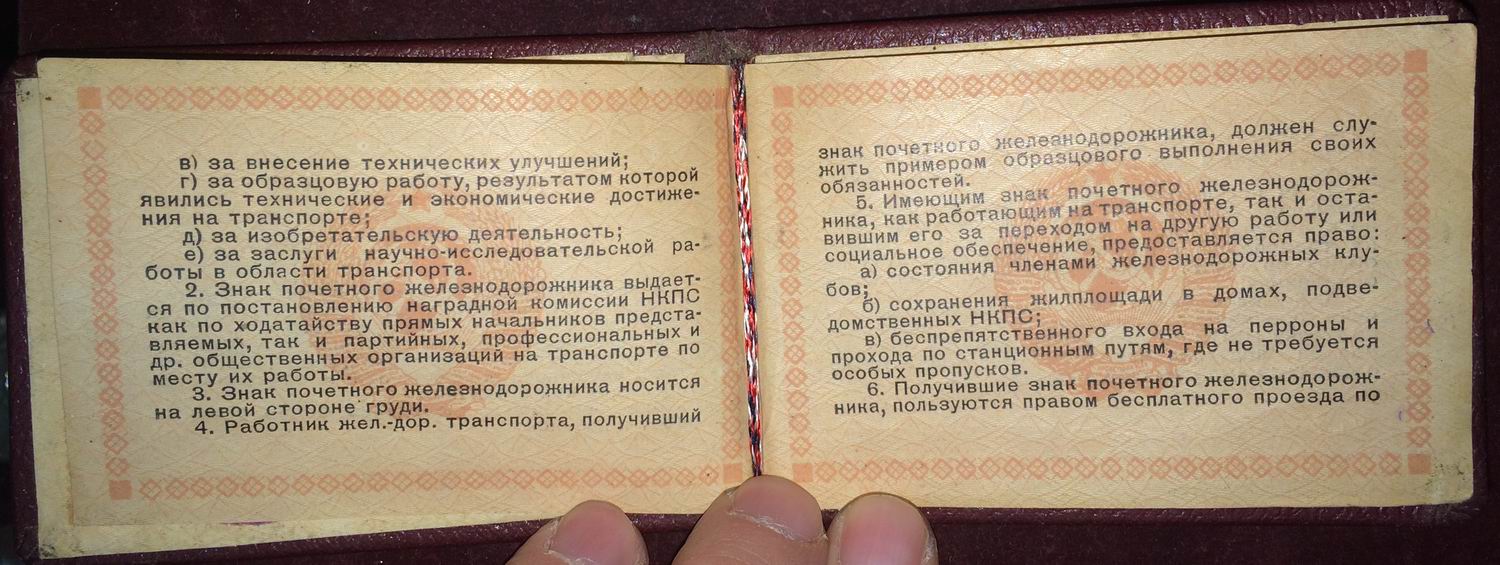 в) за внесение технических улучшений;
г) за образцовую работу, результатом которой
явились технические и экономические достиже-
ния на транспорте;
д) за изобретательскую деятельность;
е) за заслуги научно-исследовательской ра-
боты в области транспорта.
2. Знак почетного железнодорожника выдает-
ся по постановлению наградной комиссии НКПС
как по ходатайству прямых начальников предста-
вляемых, так и партийных, профессиональных и
др. общественных организаций на транспорте по
месту их работы.
3. Знак почетного железнодорожника носится
на левой стороне груди.
4. Работник жел.-дор. транспорта, получивший
знак почетного железнодорожника, должен слу-
жить примером образцового выполнения своих
обязанностей.
5. Имеющим знак почетного железнодорож-
ника, как работающим на транспорте, так и оста-
вившим его за переходом на другую работу или
социальное обеспечение, предоставляется право:
а) состояния членами железнодорожных клу-
бов;
б) сохранения жилплощади в домах, подве-
домственных НКПС;
в) беспрепятственного входа на перроны и
прохода по станционным путям, где не требуется
особых пропусков.
6. Получившие знак почетного железнодорож-
ника, пользуются правом бесплатного проезда по